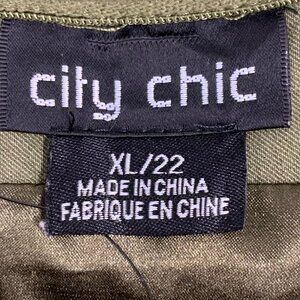 city chic
XL/22
MADE IN CHINA
FABRIQUE EN CHINE